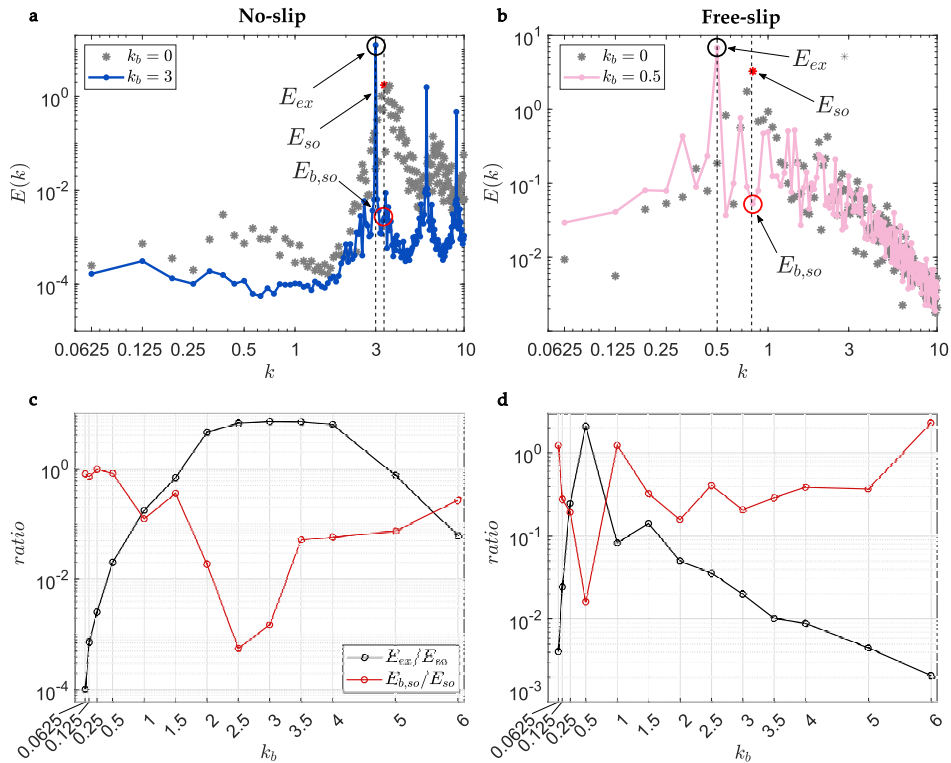 No-slip
Free-slip
a
b
k_b = 0
k_b = 3
k_b = 0
k_b = 0.5
E_ex
E_so
E_b,so
E_ex
E_so
E_b,so
E(k)
10^0
10^-2
10^-4
0.0625 0.125 0.25 0.5 1 3 10
k
E(k)
10^1
10^0
10^-1
10^-2
0.0625 0.125 0.25 0.5 1 3 10
k
c
d
ratio
10^0
10^-2
10^-4
E_ex/E_so
E_b,so/E_so
0.0625 0.125 0.25 0.5 1 1.5 2 2.5 3 3.5 4 5 6
k_b
ratio
10^0
10^-1
10^-2
10^-3
0.0625 0.125 0.25 0.5 1 1.5 2 2.5 3 3.5 4 5 6
k_b